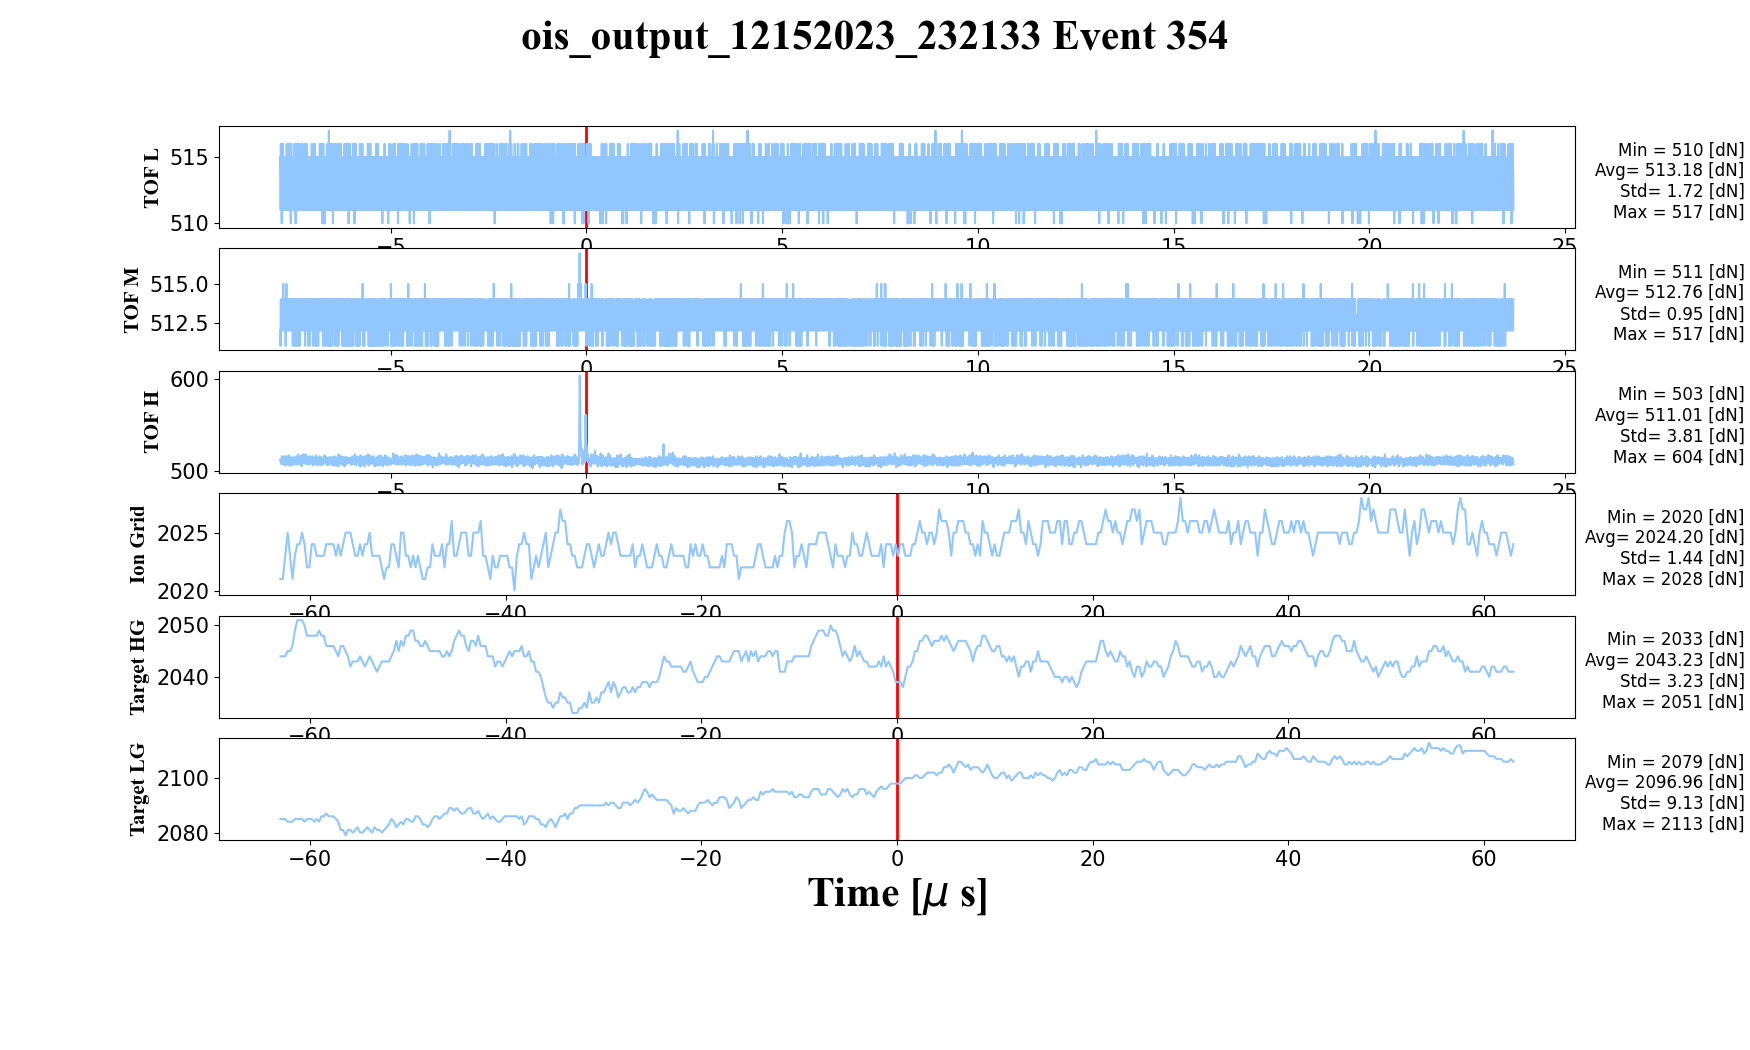 ois_output_12152023_232133 Event 354
TOF L
515
510
−5
0
5
10
15
20
25
Min = 510 [dN]
Avg= 513.18 [dN]
Std= 1.72 [dN]
Max = 517 [dN]
TOF M
515.0
512.5
−5
0
5
10
15
20
25
Min = 511 [dN]
Avg= 512.76 [dN]
Std= 0.95 [dN]
Max = 517 [dN]
TOF H
600
500
−5
0
5
10
15
20
25
Min = 503 [dN]
Avg= 511.01 [dN]
Std= 3.81 [dN]
Max = 604 [dN]
Ion Grid
2025
2020
−60
−40
−20
0
20
40
60
Min = 2020 [dN]
Avg= 2024.20 [dN]
Std= 1.44 [dN]
Max = 2028 [dN]
Target HG
2050
2040
−60
−40
−20
0
20
40
60
Min = 2033 [dN]
Avg= 2043.23 [dN]
Std= 3.23 [dN]
Max = 2051 [dN]
Target LG
2100
2080
−60
−40
−20
0
20
40
60
Min = 2079 [dN]
Avg= 2096.96 [dN]
Std= 9.13 [dN]
Max = 2113 [dN]
Time [μ s]